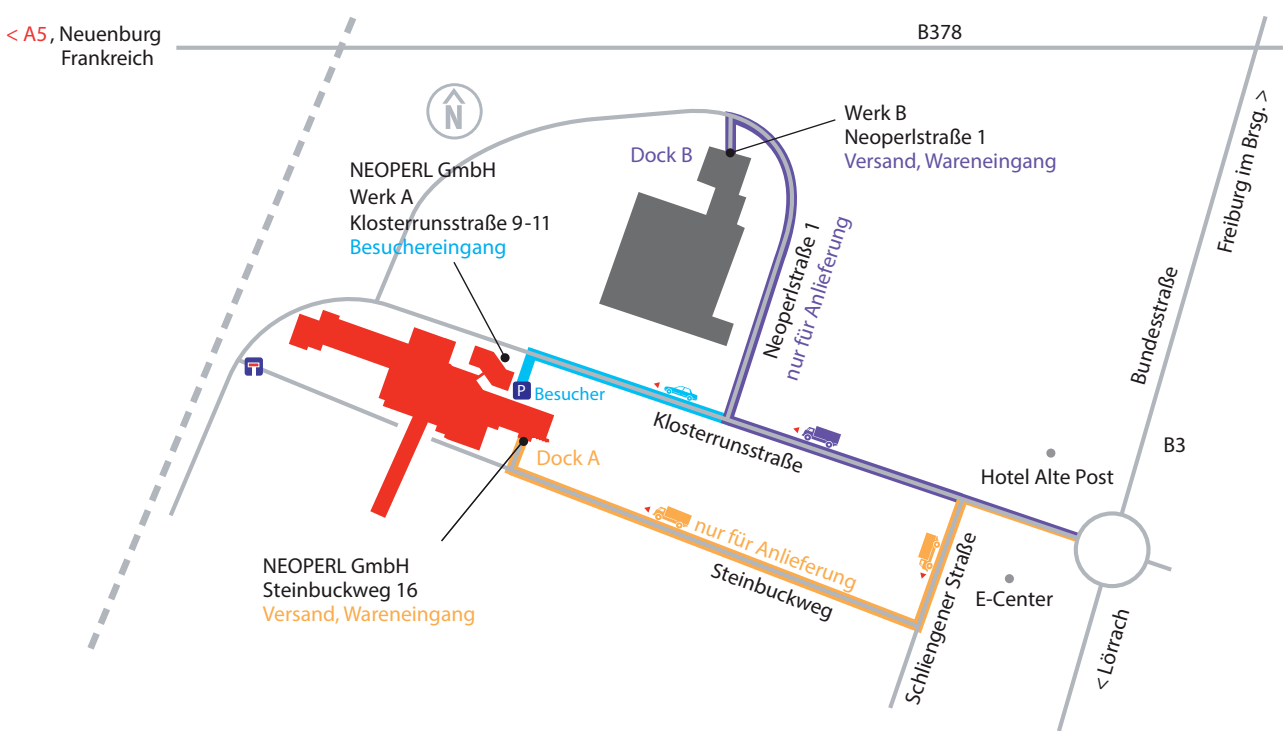 < A5, Neuenburg
Frankreich
B378
N
Werk B
Neoperlstraße 1
Versand, Wareneingang
Dock B
NEOPERL GmbH
Werk A
Klosterrunsstraße 9-11
Besuchereingang
Freiburg im Brsg. >
Neoperlstraße 1
nur für Anlieferung
Bundesstraße
P
Besucher
Klosterrunsstraße
B3
Hotel Alte Post
Dock A
nur für Anlieferung
Steinbuckweg
Schliengener Straße
E-Center
NEOPERL GmbH
Steinbuckweg 16
Versand, Wareneingang
< Lörrach